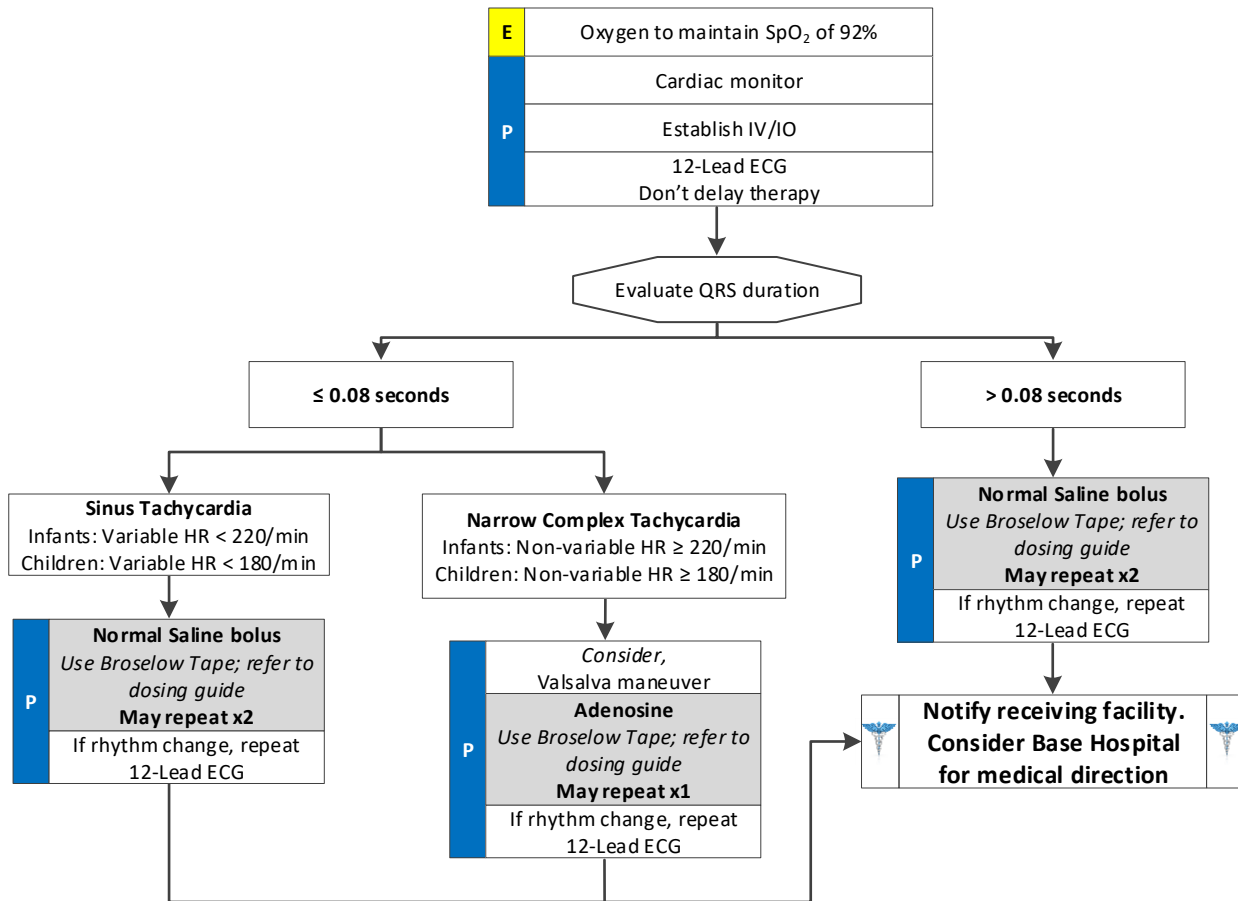 E
Oxygen to maintain SpO₂ of 92%
P
Cardiac monitor
Establish IV/IO
12-Lead ECG
Don’t delay therapy
Evaluate QRS duration
≤ 0.08 seconds
> 0.08 seconds
Sinus Tachycardia
Infants: Variable HR < 220/min
Children: Variable HR < 180/min
P
Normal Saline bolus
Use Broselow Tape; refer to
dosing guide
May repeat x2
If rhythm change, repeat
12-Lead ECG
Narrow Complex Tachycardia
Infants: Non-variable HR ≥ 220/min
Children: Non-variable HR ≥ 180/min
P
Consider,
Valsalva maneuver
Adenosine
Use Broselow Tape; refer to
dosing guide
May repeat x1
If rhythm change, repeat
12-Lead ECG
P
Normal Saline bolus
Use Broselow Tape; refer to
dosing guide
May repeat x2
If rhythm change, repeat
12-Lead ECG
Notify receiving facility.
Consider Base Hospital
for medical direction